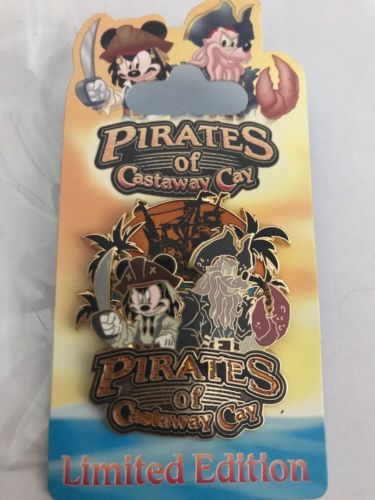 PIRATES
of
Castaway Cay
PIRATES
of
Castaway Cay
Limited Edition